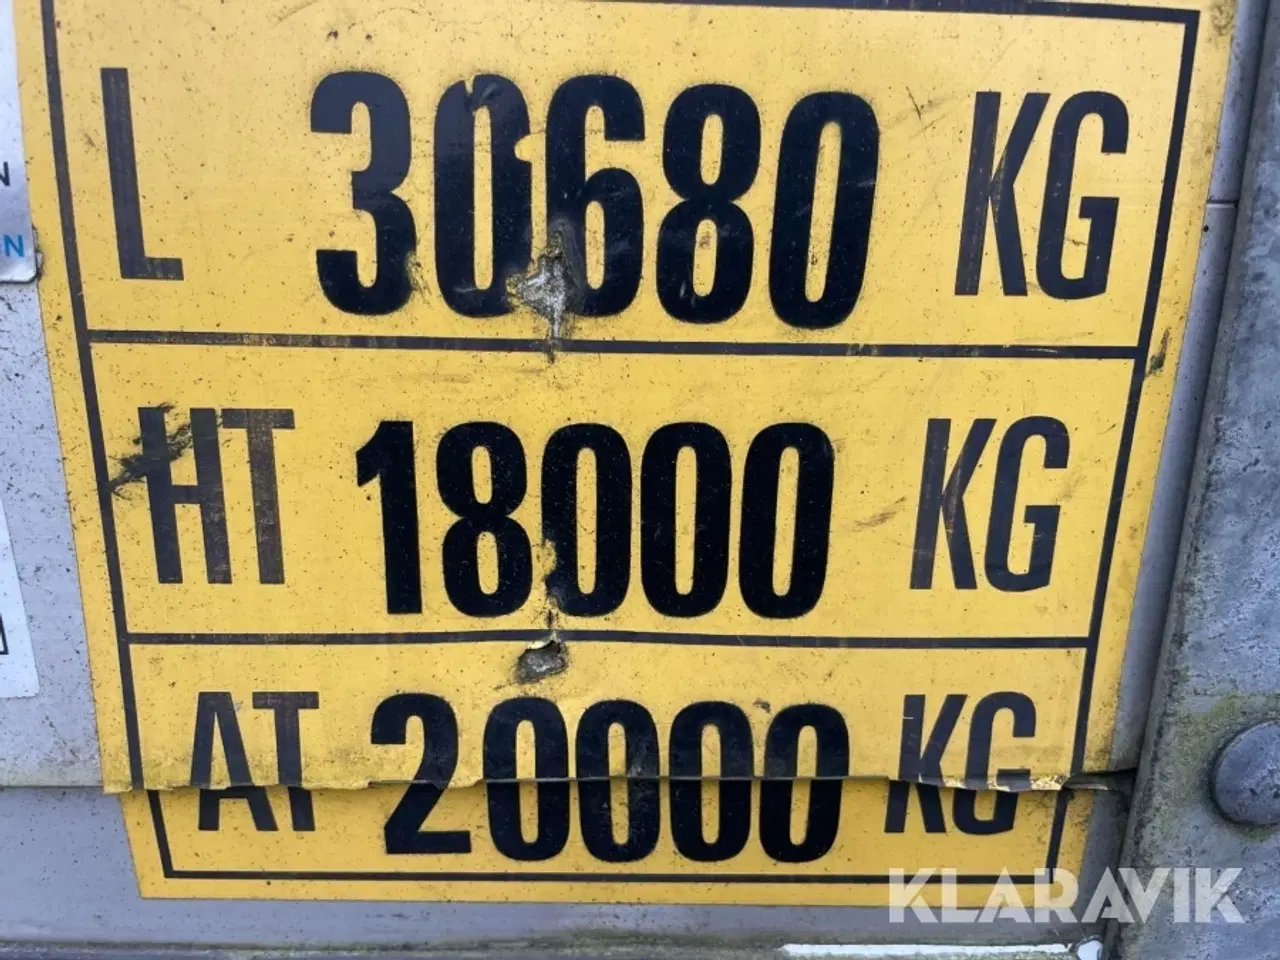 L 30680 KG
N
N
HT 18000 KG
AT 20000 KG
KLARAVIK